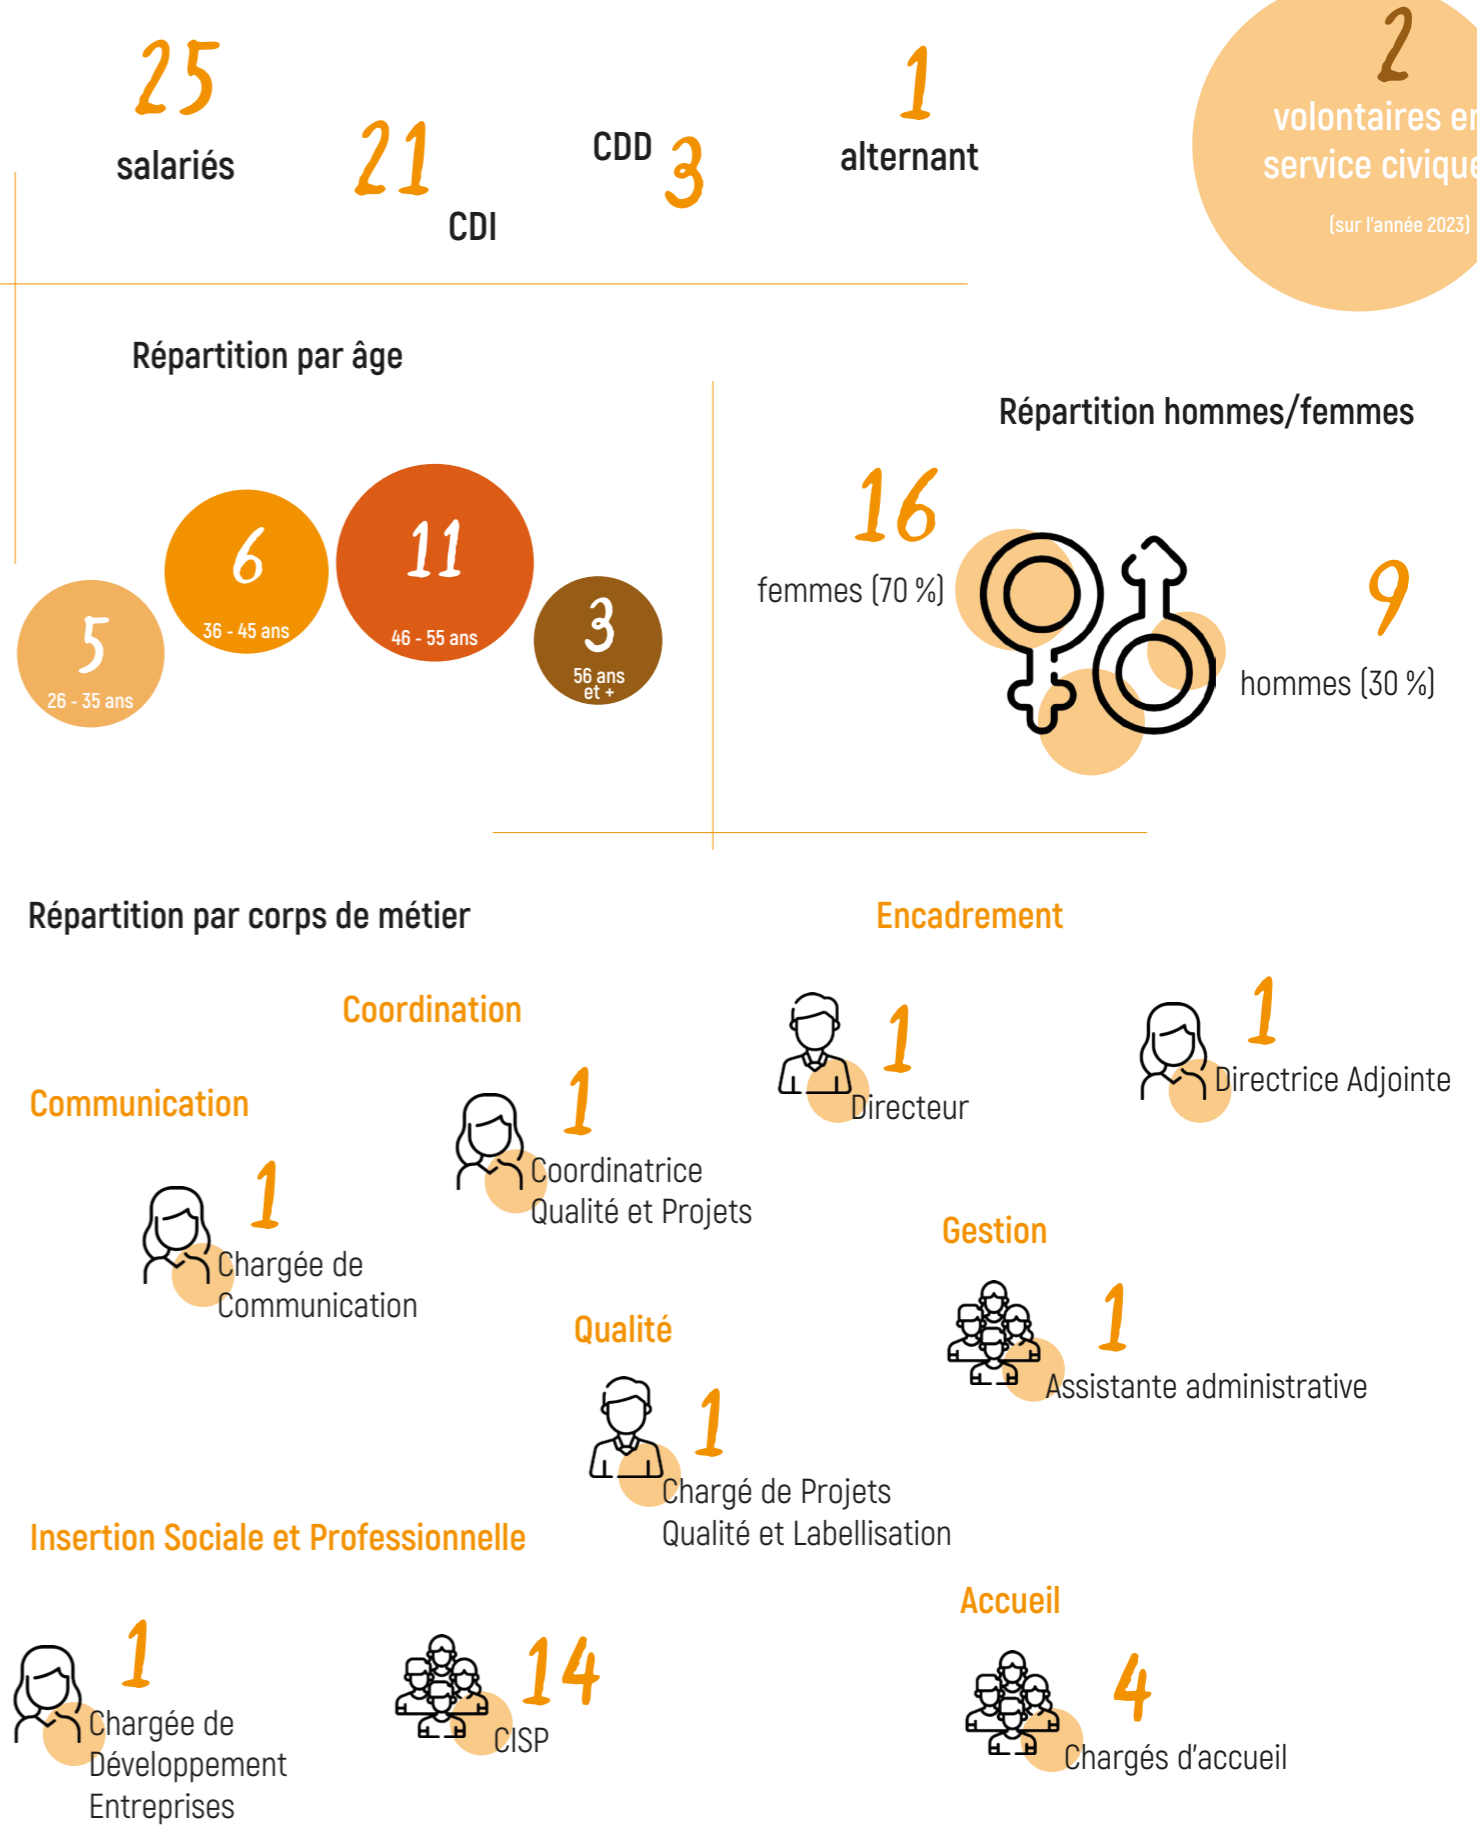 25
salariés
21
CDI
CDD 3
1
alternant
2
volontaires en
service civique
(sur l'année 2023)
Répartition par âge
5
26 - 35 ans
6
36 - 45 ans
11
46 - 55 ans
3
56 ans
et +
Répartition hommes/femmes
16
femmes (70 %)
9
hommes (30 %)
Répartition par corps de métier
Encadrement
1
Directeur
1
Directrice Adjointe
Coordination
1
Coordinatrice
Qualité et Projets
Communication
1
Chargée de
Communication
Gestion
1
Assistante administrative
Qualité
1
Chargé de Projets
Qualité et Labellisation
Insertion Sociale et Professionnelle
1
Chargée de
Développement
Entreprises
14
CISP
Accueil
4
Chargés d'accueil